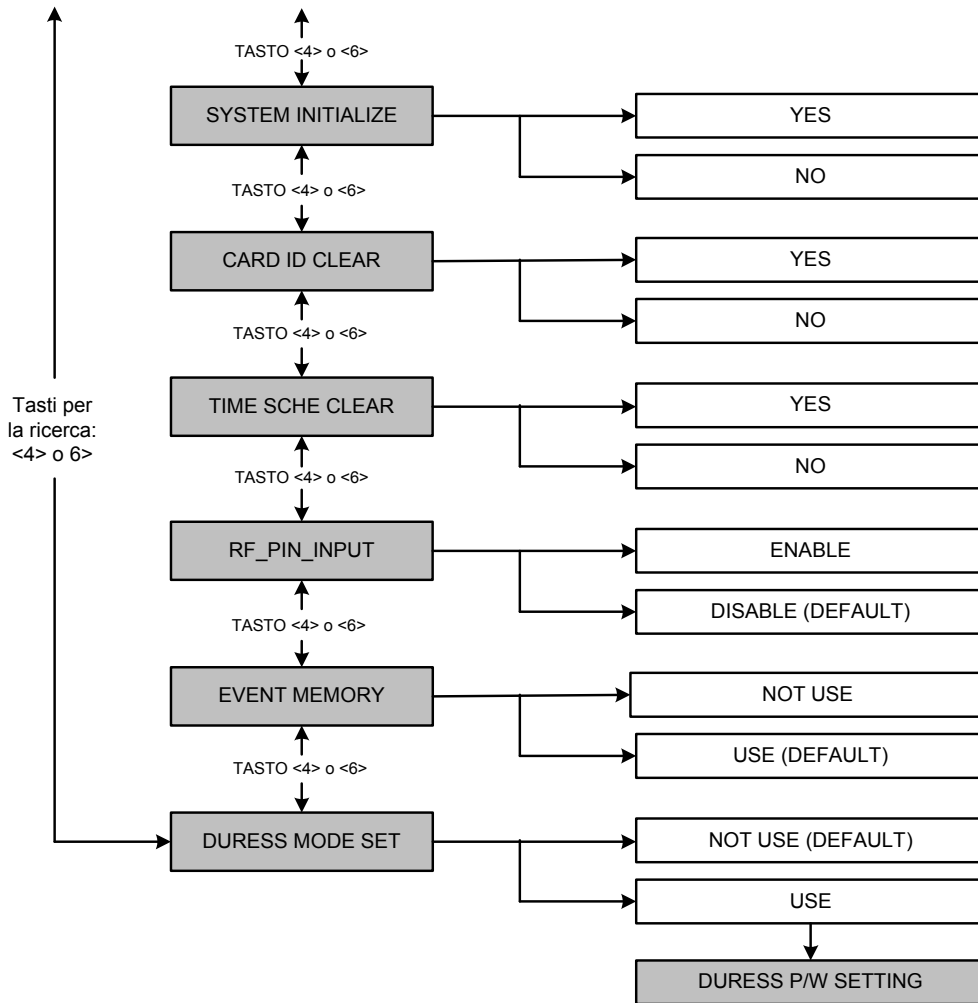 TASTO <4> o <6>
SYSTEM INITIALIZE
YES
NO
TASTO <4> o <6>
CARD ID CLEAR
YES
NO
TASTO <4> o <6>
Tasti per
la ricerca:
<4> o 6>
TIME SCHE CLEAR
YES
NO
TASTO <4> o <6>
RF_PIN_INPUT
ENABLE
DISABLE (DEFAULT)
TASTO <4> o <6>
EVENT MEMORY
NOT USE
USE (DEFAULT)
TASTO <4> o <6>
DURESS MODE SET
NOT USE (DEFAULT)
USE
DURESS P/W SETTING